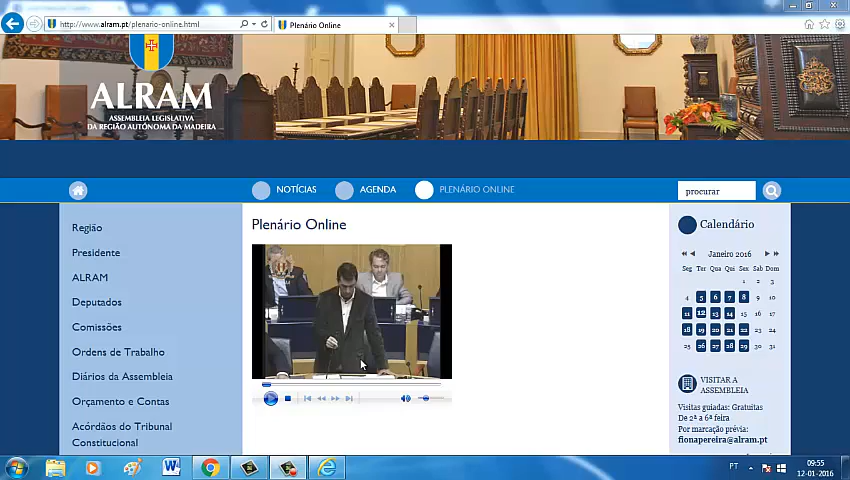 http://www.alram.pt/plenario-online.html
Plenário Online
ALRAM
ASSEMBLEIA LEGISLATIVA
DA REGIÃO AUTÓNOMA DA MADEIRA
NOTÍCIAS
AGENDA
PLENÁRIO ONLINE
procurar
Região
Presidente
ALRAM
Deputados
Comissões
Ordens de Trabalho
Diários da Assembleia
Orçamento e Contas
Acórdãos do Tribunal
Constitucional
Plenário Online
Calendário
Janeiro 2016
Seg Ter Qua Qui Sex Sab Dom
1 2 3
4 5 6 7 8 9 10
11 12 13 14 15 16 17
18 19 20 21 22 23 24
25 26 27 28 29 30 31
VISITAR A
ASSEMBLEIA
Visitas guiadas: Gratuitas
De 2ª a 6ª feira
Por marcação prévia:
fionapereira@alram.pt
PT
09:55
12-01-2016